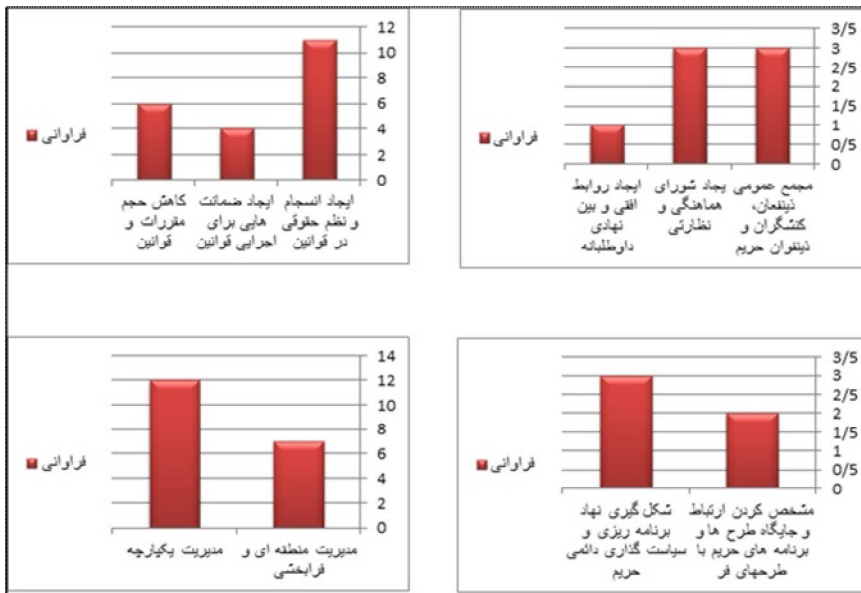 12
10
8
6
4
2
0
ایجاد انسجام
و نظم حقوقی
در قوانین
ایجاد ضمانت
هایی برای
اجرایی قوانین
کاهش حجم
مقررات و
قوانین
فراوانی
3/5
3
2/5
2
1/5
1
0/5
0
مجمع عمومی
ذینفعان،
کنشگران و
ذینفوان حریم
یجاد شورای
هماهنگی و
نظارتی
ایجاد روابط
افقی و بین
نهادی
داوطلبانه
فراوانی
14
12
10
8
6
4
2
0
مدیریت منطقه ای و
فرابخشی
مدیریت یکپارچه
فراوانی
3/5
3
2/5
2
1/5
1
0/5
0
مشخص کردن ارتباط
و جایگاه طرح ها و
برنامه های حریم با
طرحهای فر
شکل گیری نهاد
برنامه ریزی و
سیاست گذاری دائمی
حریم
فراوانی